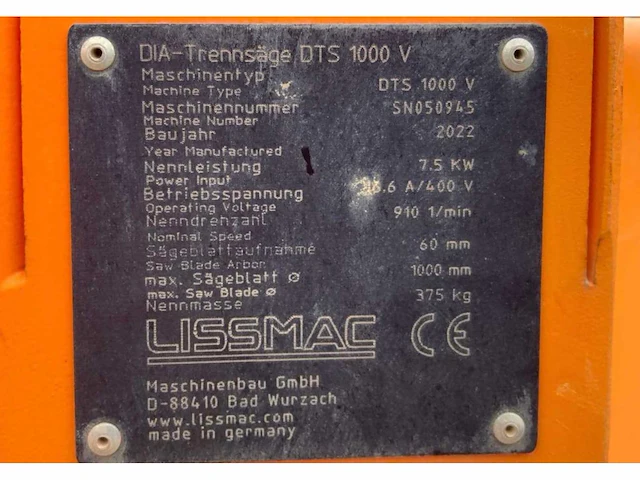 DIA-Trennsäge DTS 1000 V
Maschinentyp
Machine Type DTS 1000 V
Maschinennummer SN050945
Machine Number
Baujahr 2022
Year Manufactured
Nennleistung 7.5 KW
Power Input
Betriebsspannung A/400 V
Operating Voltage
Nenndrehzahl 910 1/min
Nominal Speed
Sägeblattaufnahme 60 mm
Saw Blade Arbon
max. Sägeblatt Ø 1000 mm
max. Saw Blade Ø
Nennmasse 375 kg
LISSMAC CE
Maschinenbau GmbH
D-88410 Bad Wurzach
www.lissmac.com
made in germany